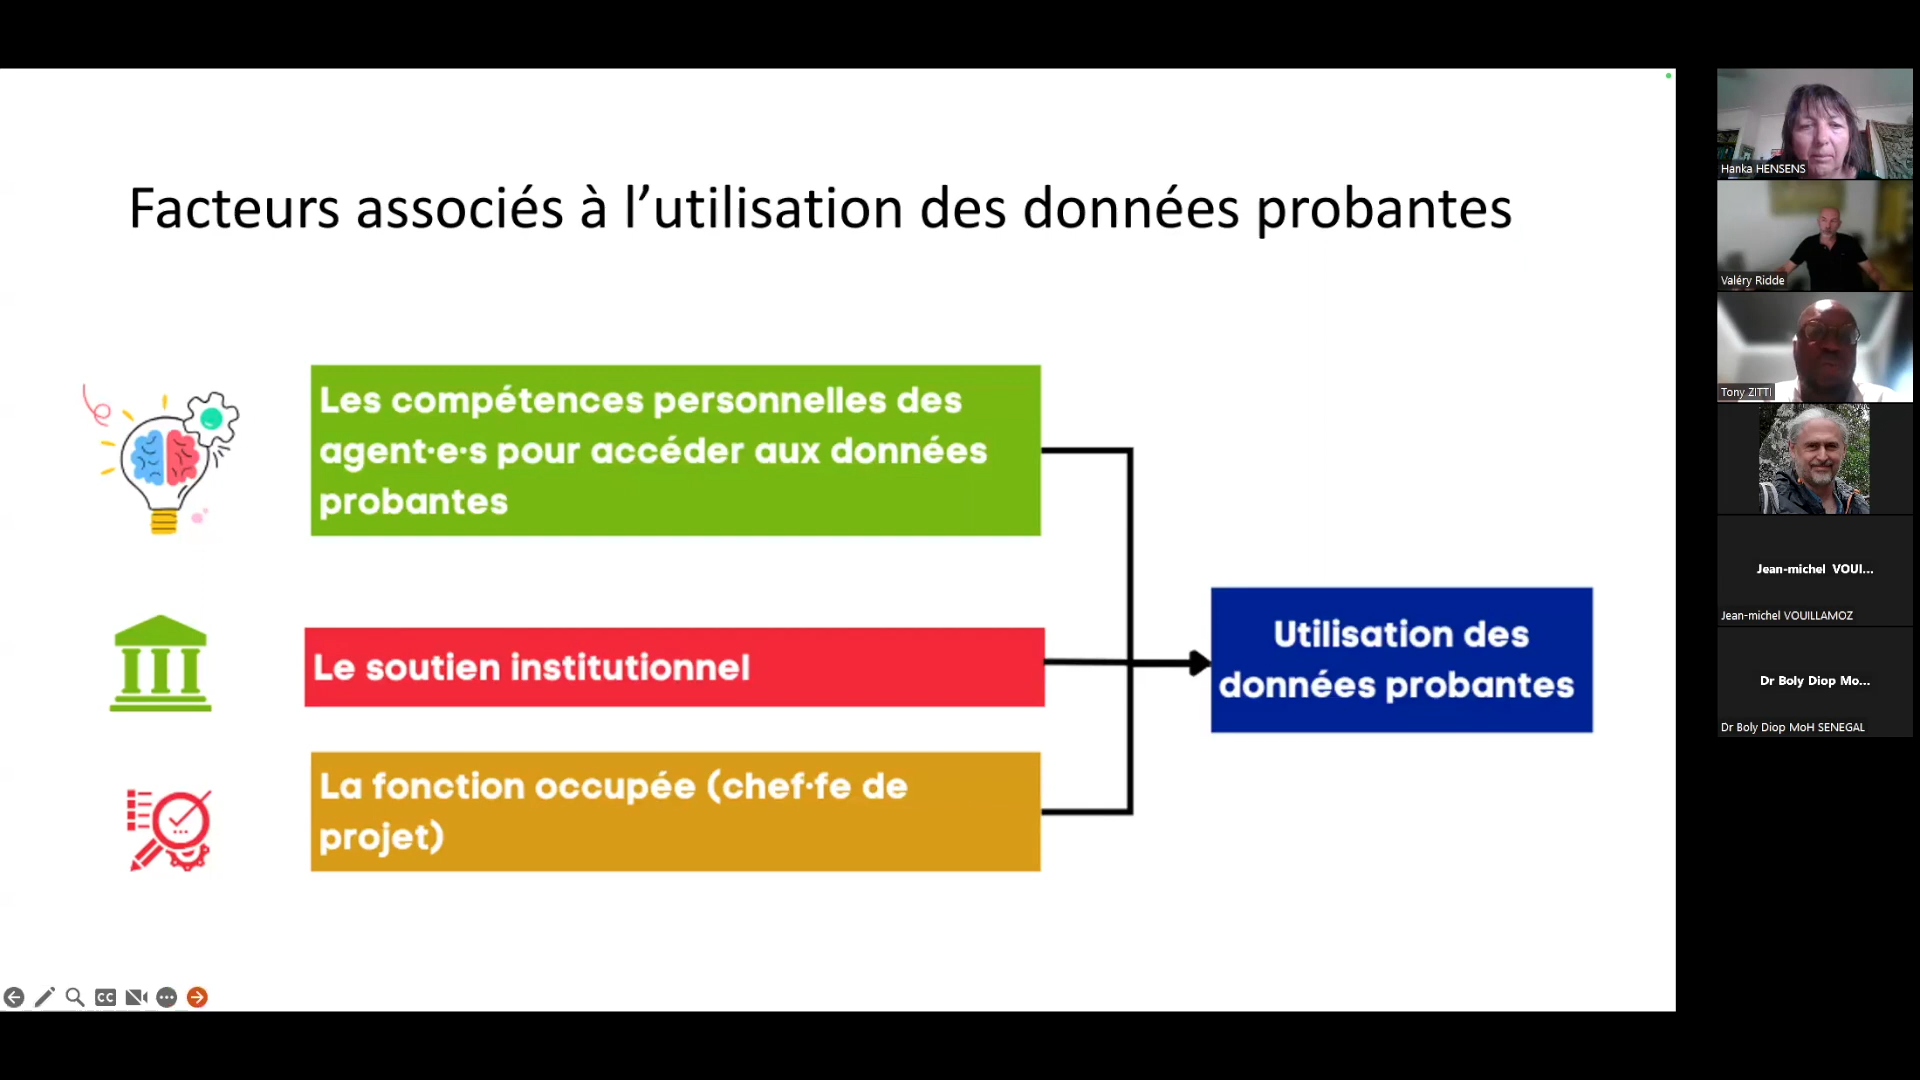 Facteurs associés à l’utilisation des données probantes
Les compétences personnelles des
agent·e·s pour accéder aux données
probantes
Le soutien institutionnel
La fonction occupée (chef·fe de
projet)
Utilisation des
données probantes
CC
Hanka HENSENS
Valéry Ridde
Tony ZITTI
Jean-michel VOUI...
Jean-michel VOUILLAMOZ
Dr Boly Diop Mo...
Dr Boly Diop MoH SENEGAL